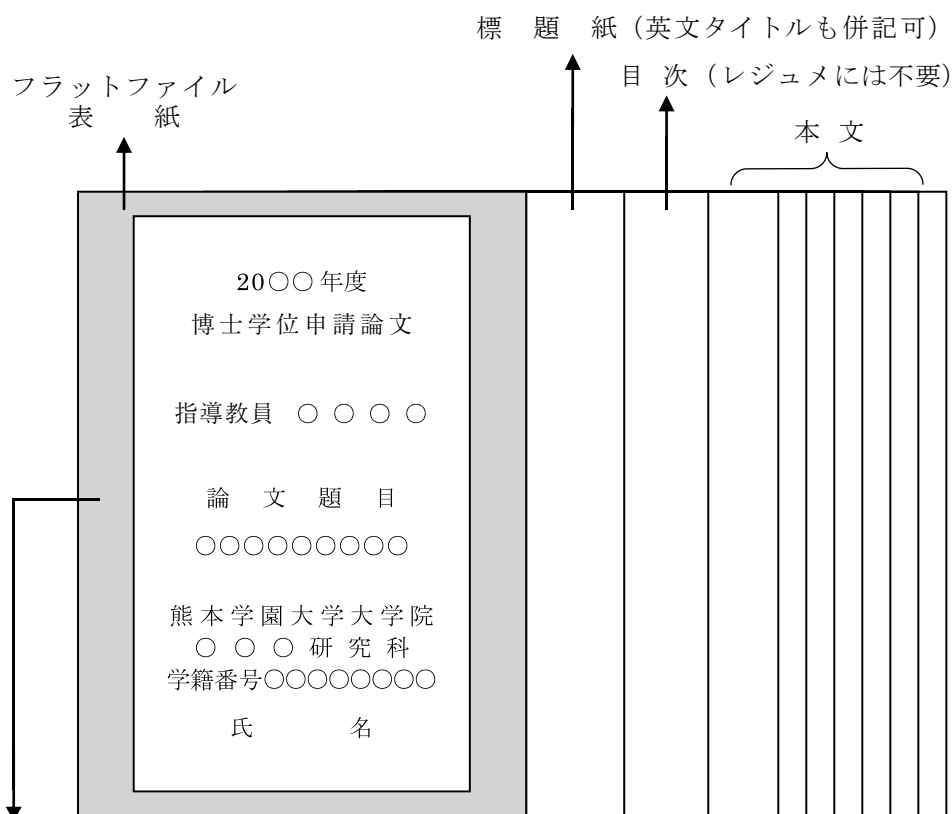 標 題 紙（英文タイトルも併記可）
目 次（レジュメには不要）
フラットファイル
表 紙
本 文
20○○年度
博士学位申請論文
指導教員 ○ ○ ○ ○
論 文 題 目
○○○○○○○○○
熊本学園大学大学院
○ ○ ○ 研 究 科
学籍番号○○○○○○○○
氏 名